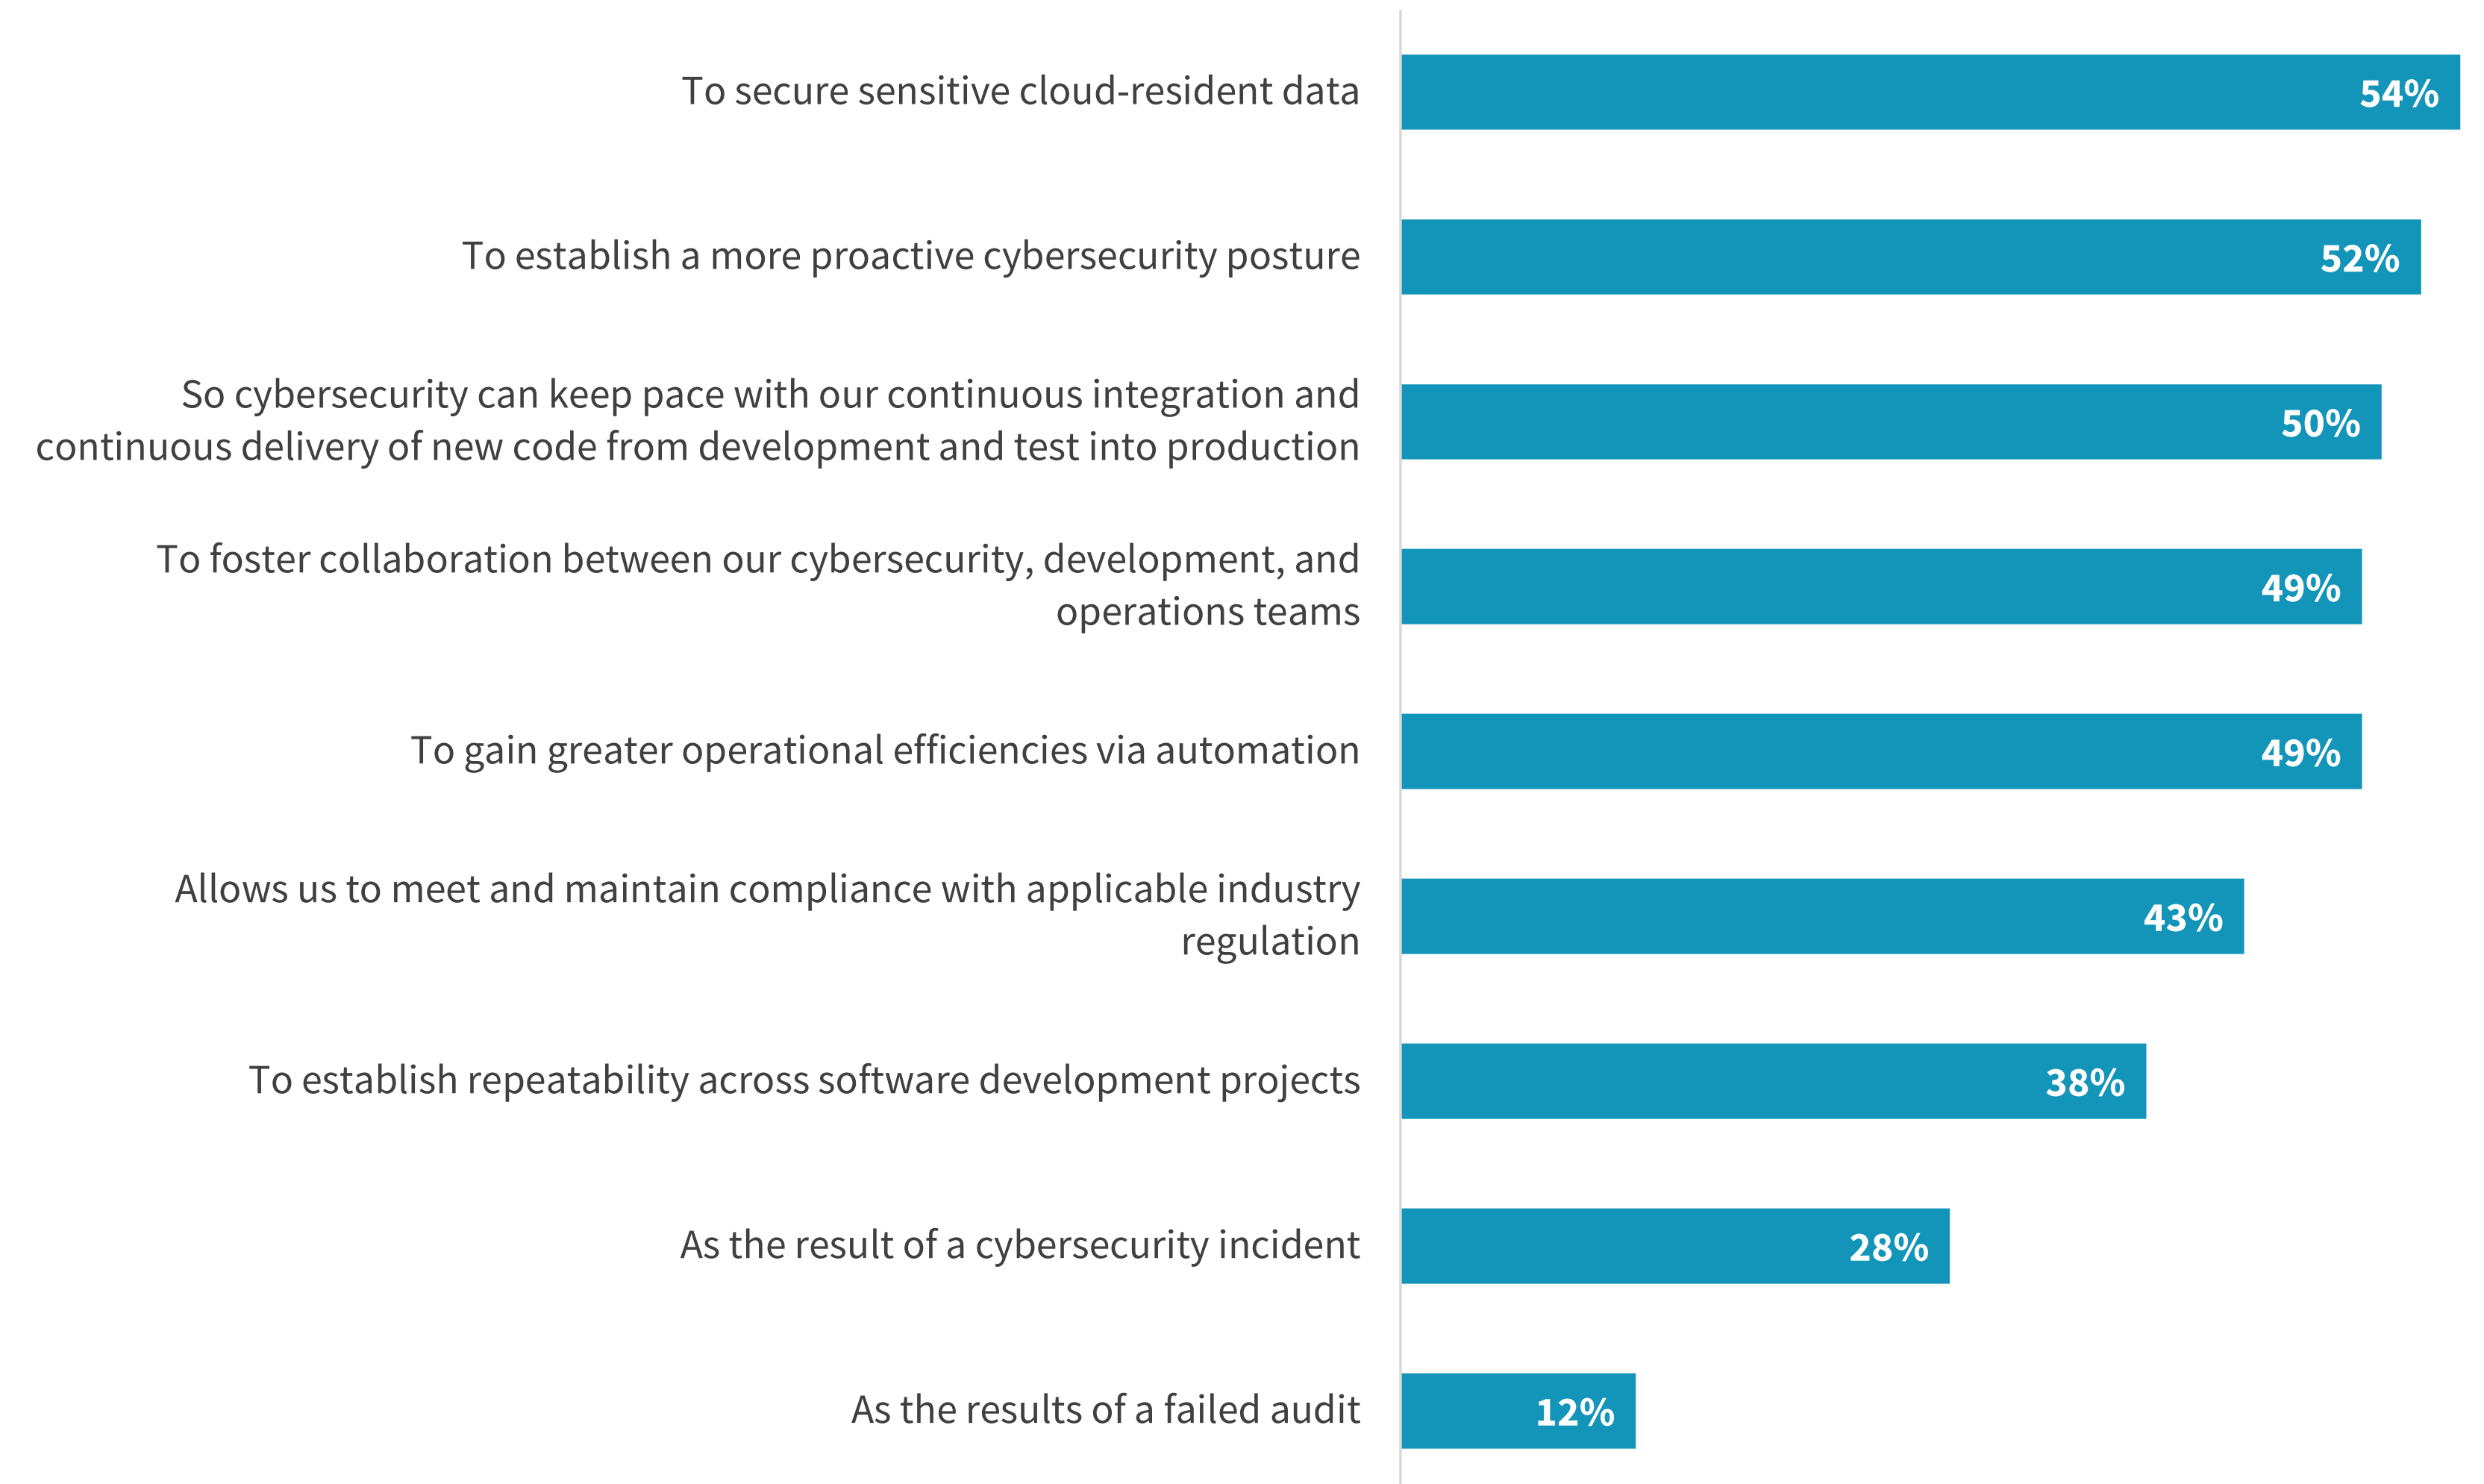 To secure sensitive cloud-resident data
54%
To establish a more proactive cybersecurity posture
52%
So cybersecurity can keep pace with our continuous integration and
continuous delivery of new code from development and test into production
50%
To foster collaboration between our cybersecurity, development, and
operations teams
49%
To gain greater operational efficiencies via automation
49%
Allows us to meet and maintain compliance with applicable industry
regulation
43%
To establish repeatability across software development projects
38%
As the result of a cybersecurity incident
28%
As the results of a failed audit
12%